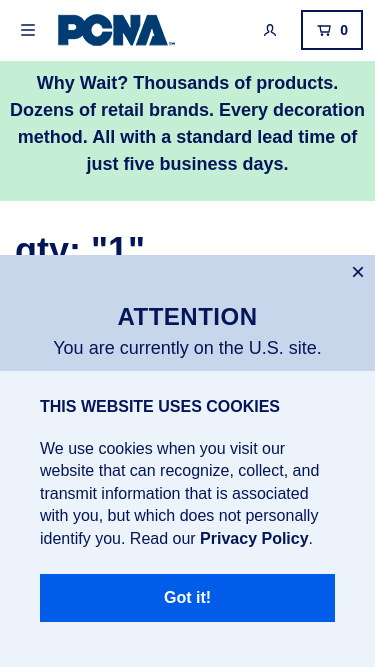 PCNA
0
Why Wait? Thousands of products.
Dozens of retail brands. Every decoration
method. All with a standard lead time of
just five business days.
qty: "1"
ATTENTION
You are currently on the U.S. site.
THIS WEBSITE USES COOKIES
We use cookies when you visit our
website that can recognize, collect, and
transmit information that is associated
with you, but which does not personally
identify you. Read our Privacy Policy.
Got it!